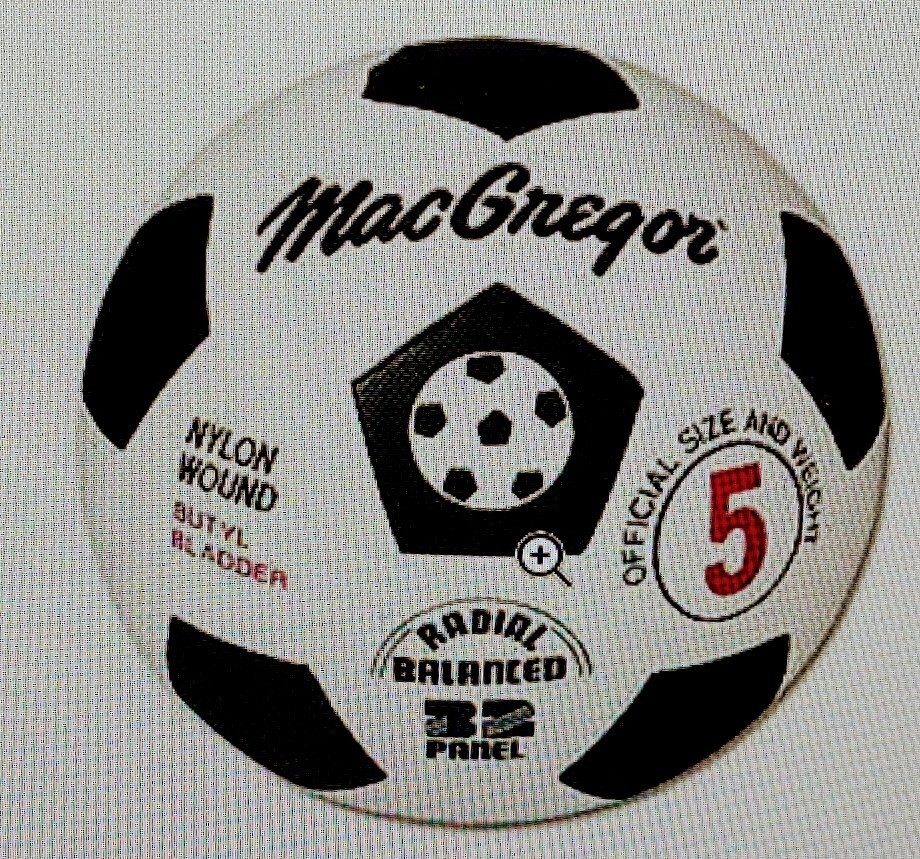 MacGregor
NYLON
WOUND
BUTYL
BLADDER
OFFICIAL SIZE AND WEIGHT
5
RADIAL
BALANCED
32
PANEL